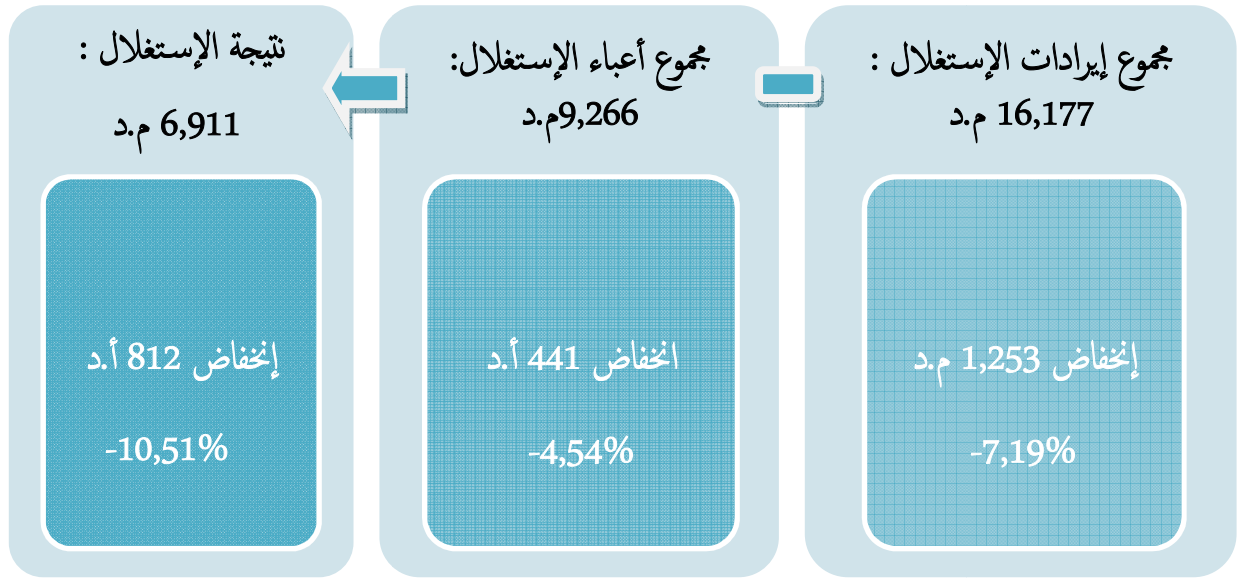 مجموع إيرادات الإستغلال :
16,177 م.د
إنخفاض 1,253 م.د
-7,19%
مجموع أعباء الإستغلال:
9,266م.د
انخفاض 441 أ.د
-4,54%
نتيجة الإستغلال :
6,911 م.د
إنخفاض 812 أ.د
-10,51%